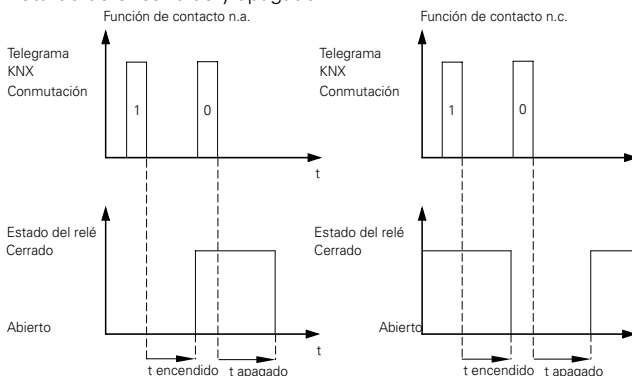 Función de contacto n.a.
Telegrama
KNX
Conmutación
1
0
t
Estado del relé
Cerrado
Abierto
t
t encendido
t apagado
Función de contacto n.c.
Telegrama
KNX
Conmutación
1
0
Estado del relé
Cerrado
Abierto
t encendido
t apagado